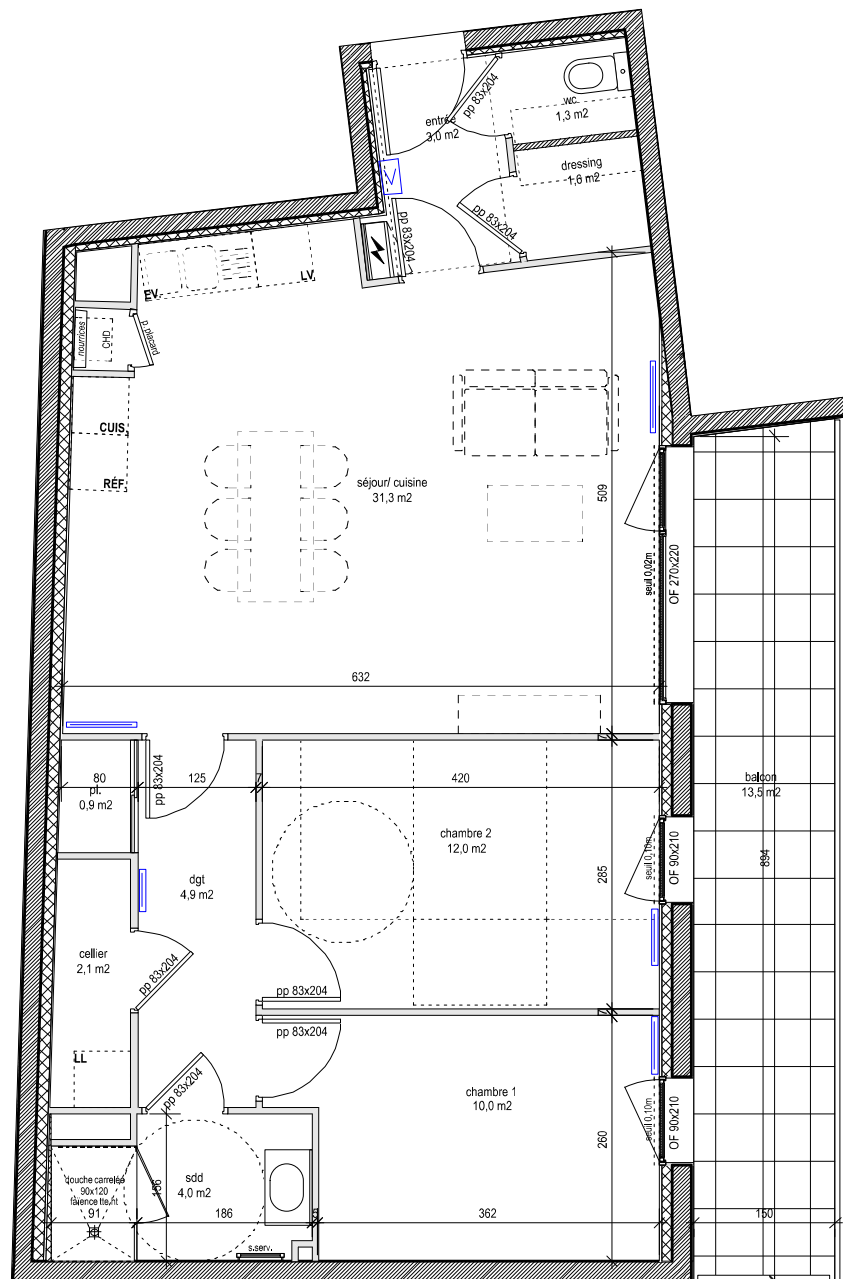 pp 83x204
wc
1,3 m2
entrée
3,0 m2
dressing
1,6 m2
pp 83x204
pp 83x204
LV.
EV.
nourrices
CHD
p. placard
CUIS.
RÉF.
séjour/ cuisine
31,3 m2
509
seuil 0,02m
OF 270x220
632
80
pl.
0,9 m2
pp 83x204
125
7
420
7
chambre 2
12,0 m2
285
seuil 0,10m
OF 90x210
balcon
13,5 m2
894
dgt
4,9 m2
cellier
2,1 m2
pp 83x204
pp 83x204
7
pp 83x204
LL
pp 83x204
chambre 1
10,0 m2
260
seuil 0,10m
OF 90x210
douche carrelée
90x120
faïence tte ht
91
156
sdd
4,0 m2
186
5
362
150
s.serv.